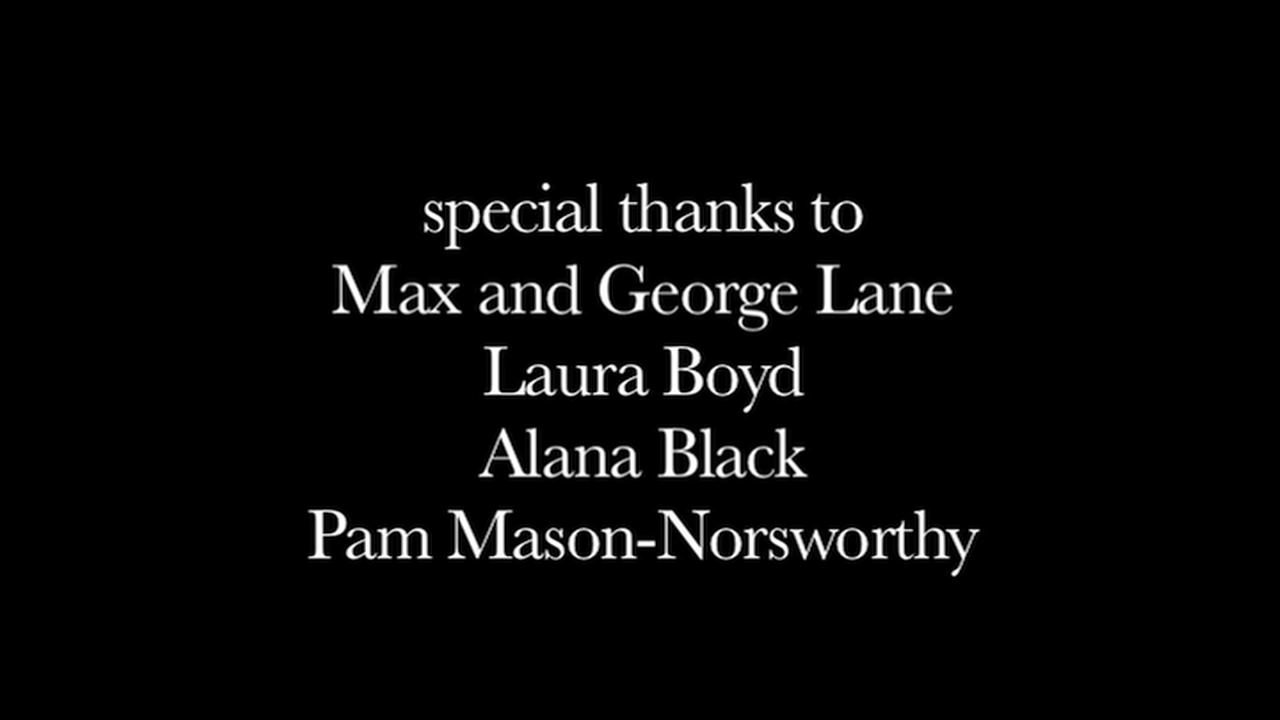 special thanks to
Max and George Lane
Laura Boyd
Alana Black
Pam Mason-Norsworthy